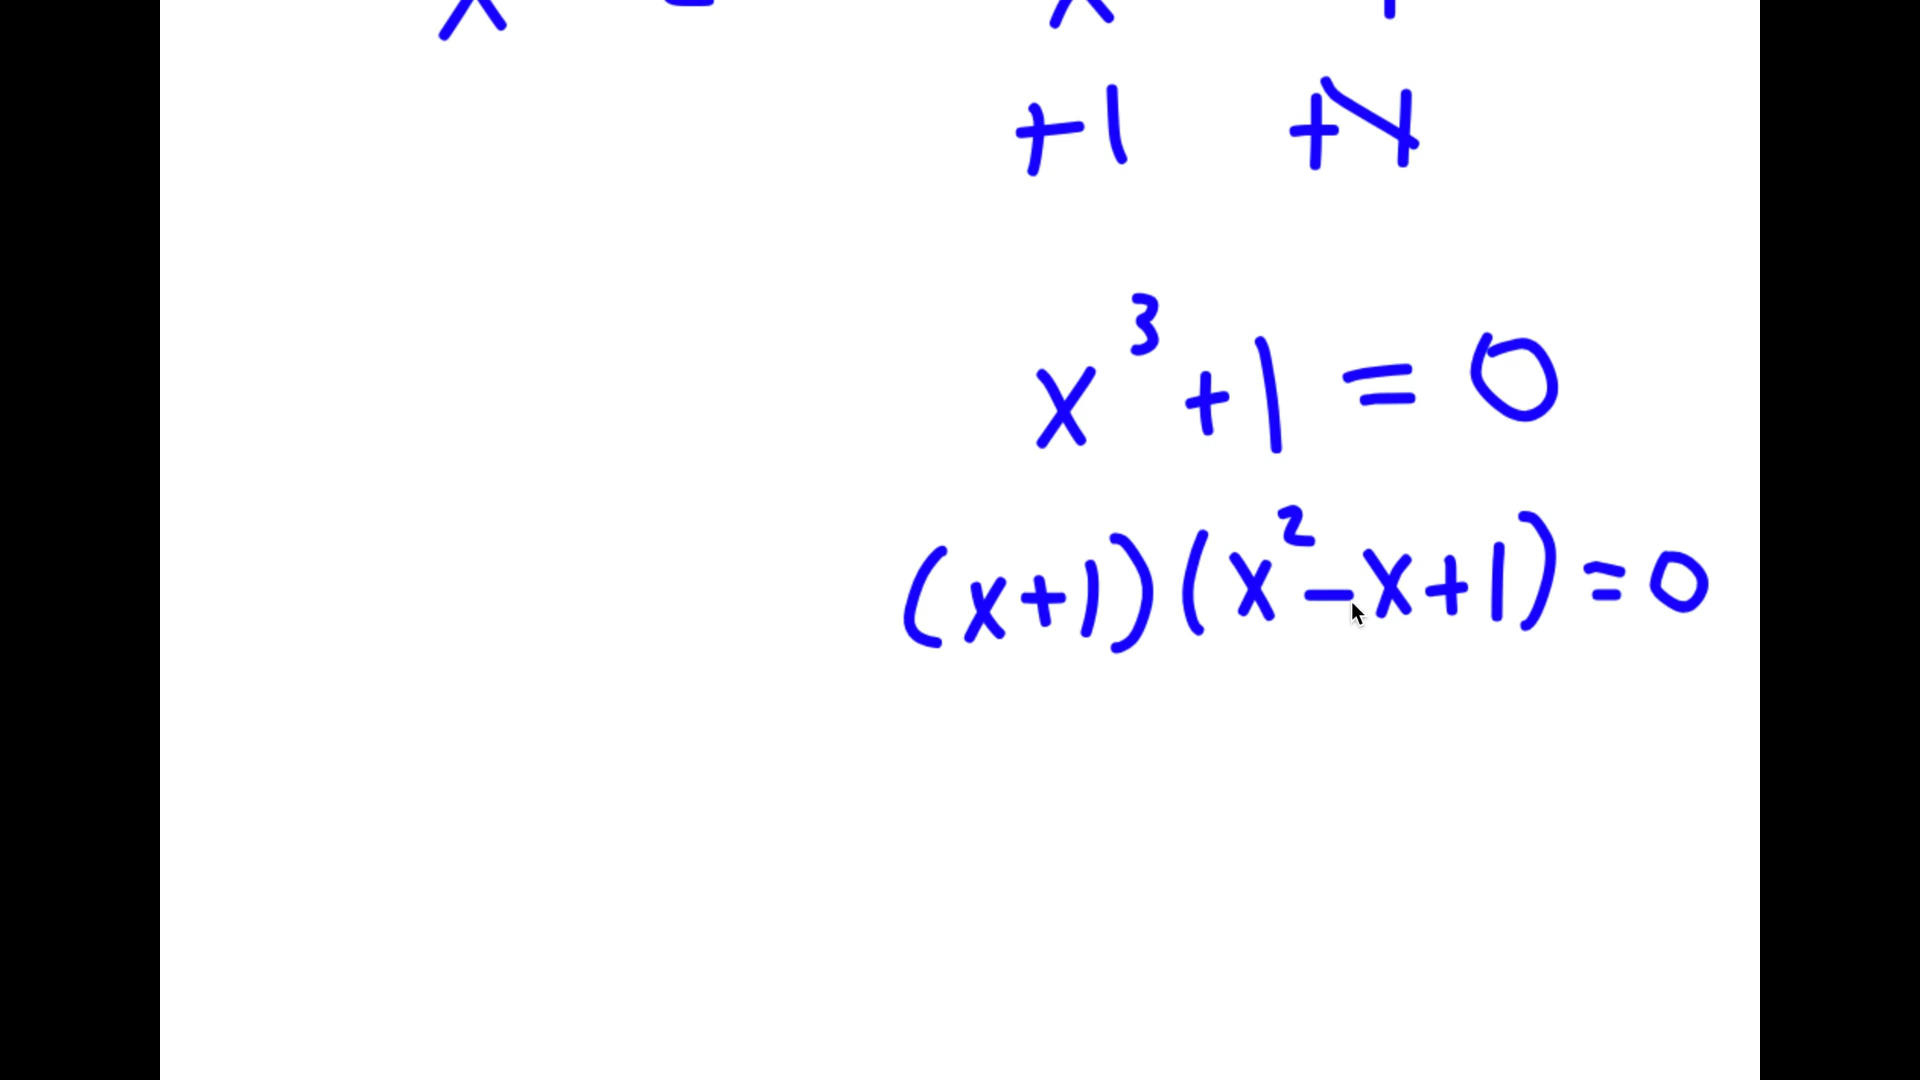 +1 +1
x³ + 1 = 0
(x+1)(x²-x+1) = 0